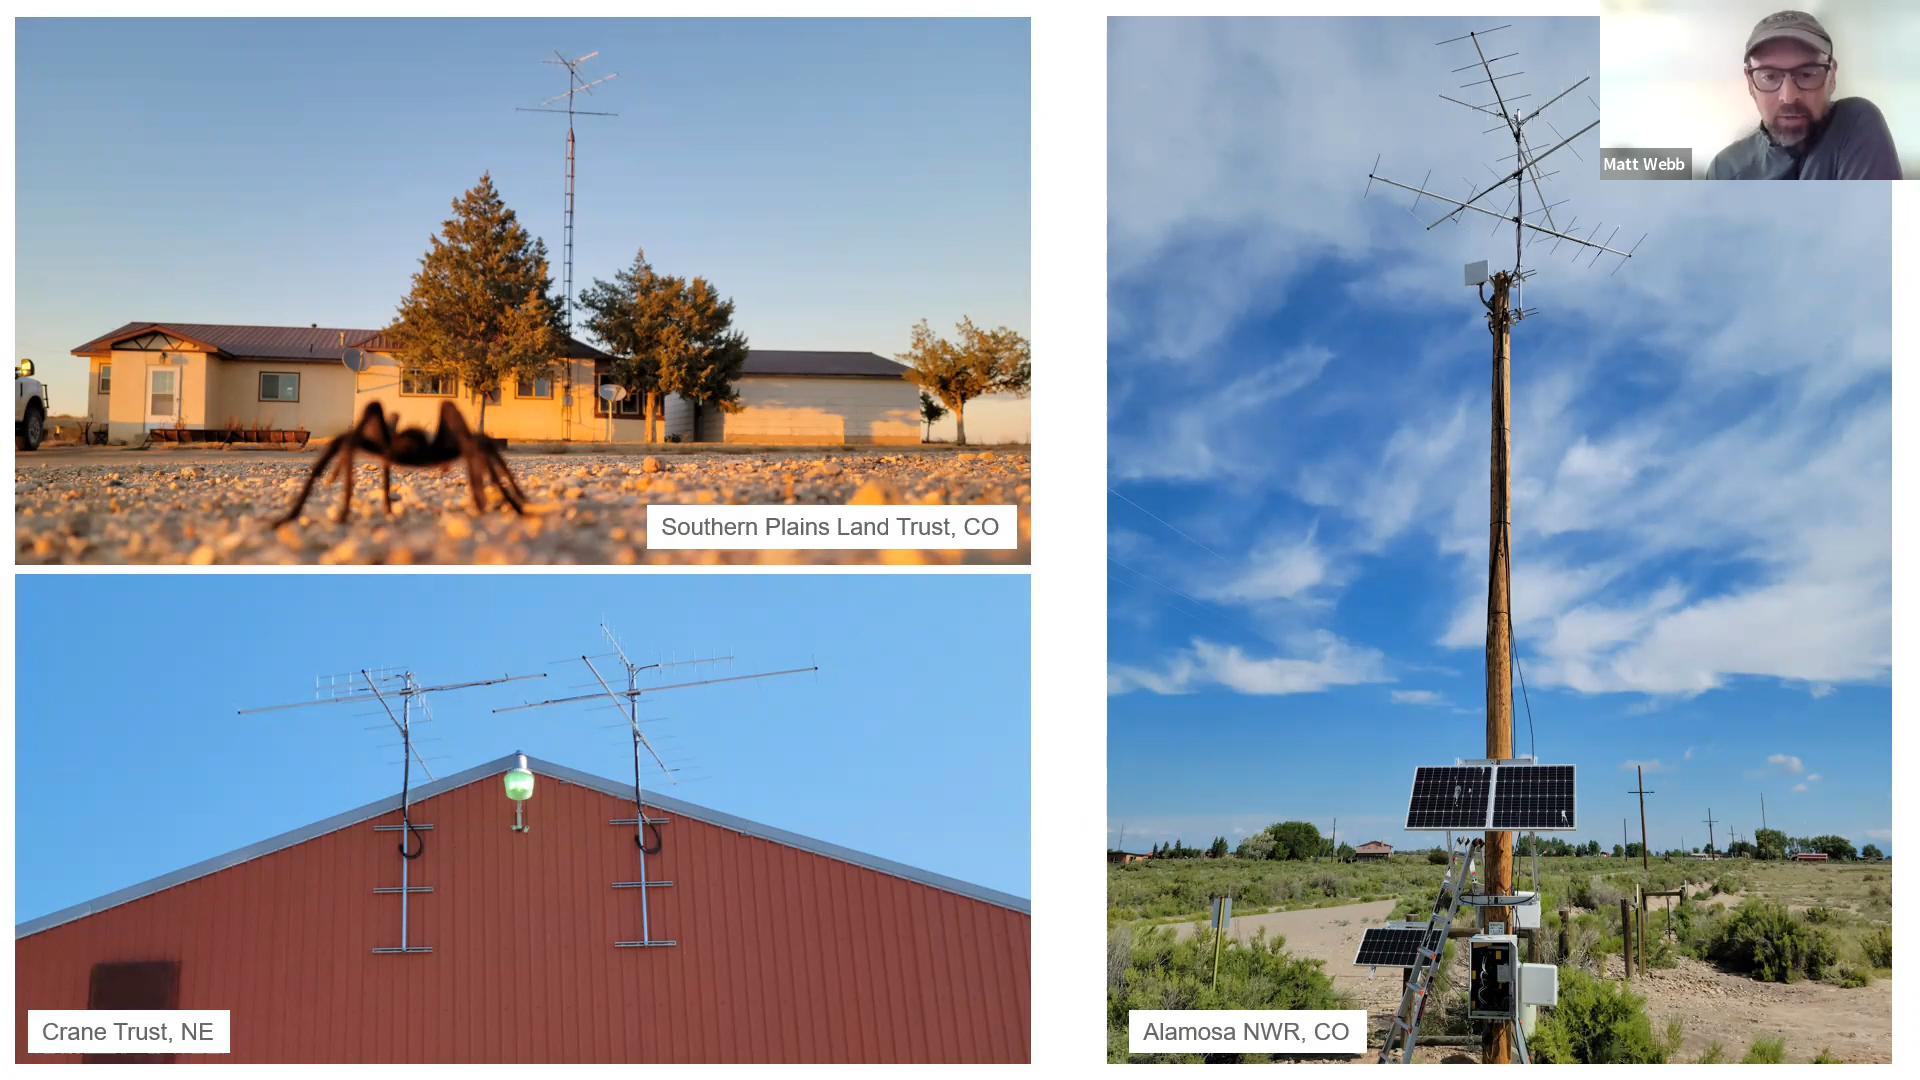 Southern Plains Land Trust, CO
Crane Trust, NE
Alamosa NWR, CO
Matt Webb